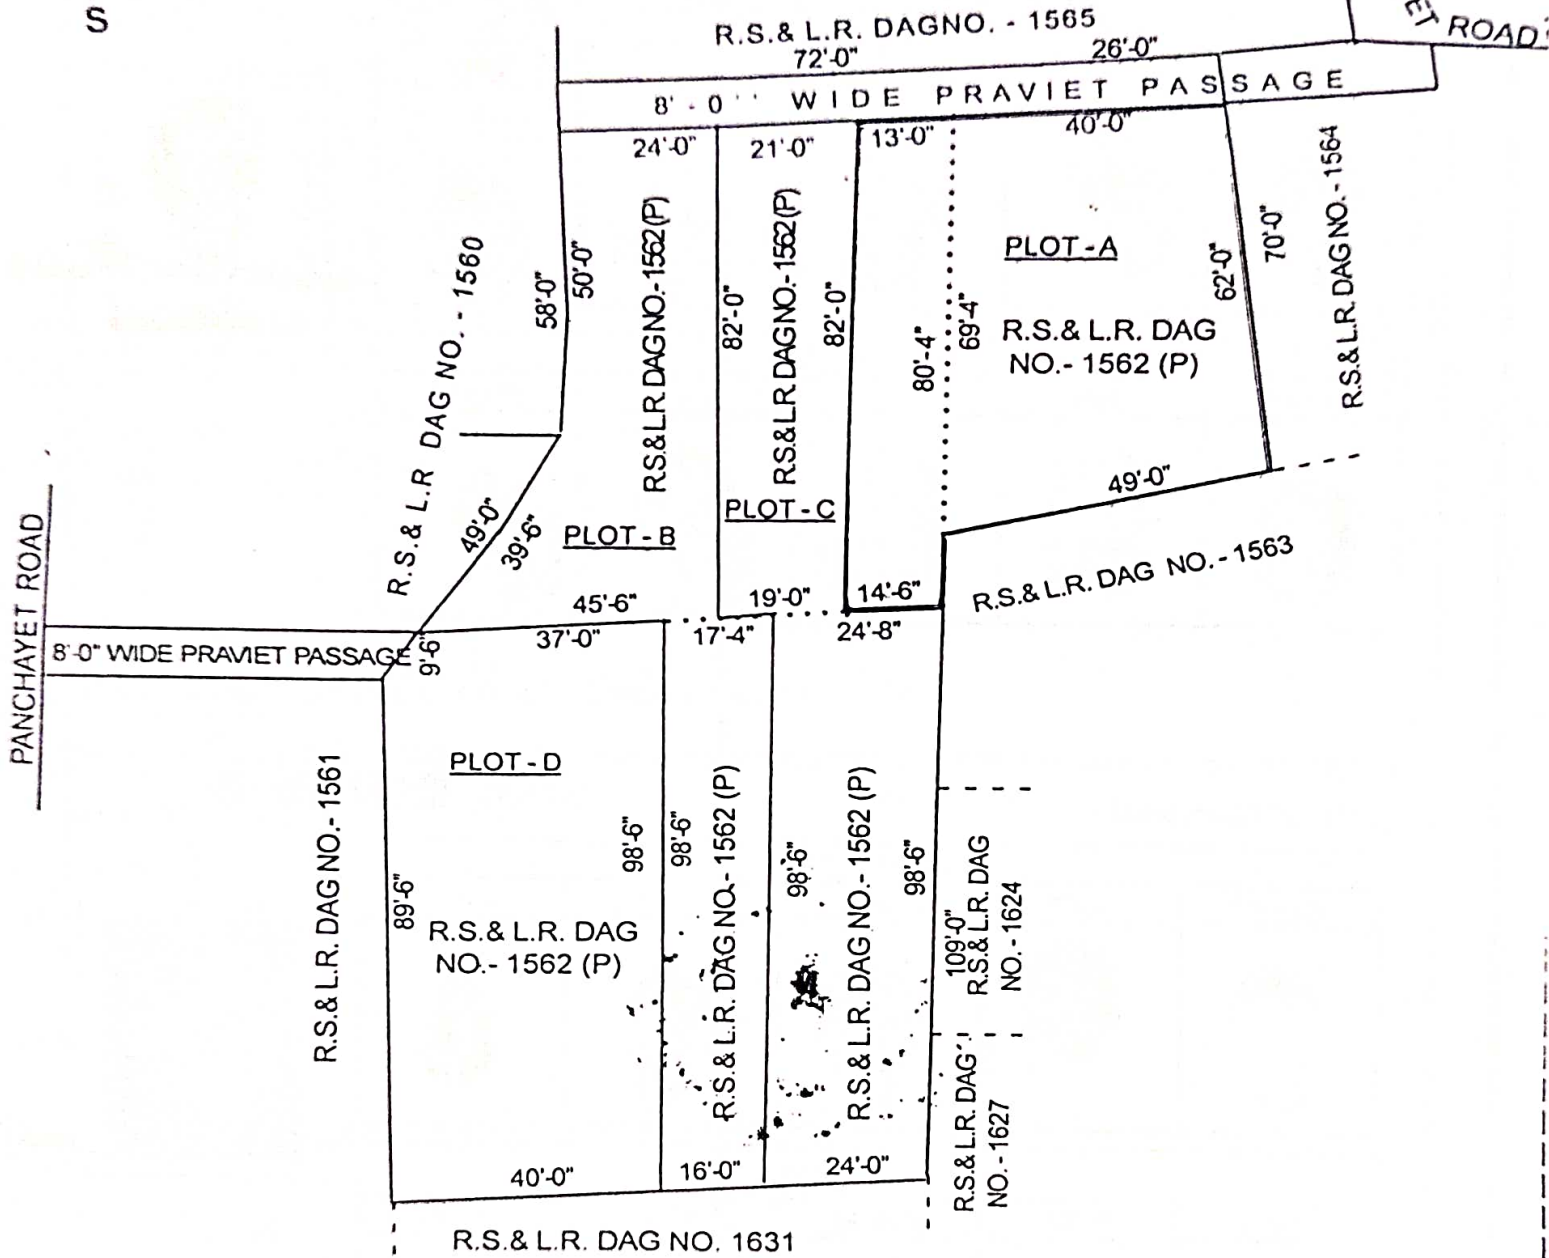 S
R.S.& L.R. DAGNO. - 1565
ET ROAD
72'-0"
26'-0"
8'-0'' WIDE PRAVIET PASSAGE
24'-0"
21'-0"
13'-0"
40'-0"
R.S.& L.R DAG NO. - 1560
58'-0"
50'-0"
R.S.& L.R DAG NO.-1562(P)
82'-0"
R.S.& L.R DAG NO.-1562(P)
82'-0"
80'-4"
69'-4"
PLOT - A
R.S.& L.R. DAG
NO.- 1562 (P)
62'-0"
70'-0"
R.S.& L.R. DAG NO. - 1564
49'-0"
49'-0"
39'-6"
PLOT - B
PLOT - C
R.S.& L.R. DAG NO. - 1563
45'-6"
19'-0"
14'-6"
PANCHAYET ROAD
8'-0" WIDE PRAVIET PASSAGE
9'-6"
37'-0"
17'-4"
24'-8"
PLOT - D
R.S.& L.R. DAG NO.- 1561
89'-6"
R.S.& L.R. DAG
NO.- 1562 (P)
98'-6"
98'-6"
R.S.& L.R. DAG NO.- 1562 (P)
98'-6"
R.S.& L.R. DAG NO.- 1562 (P)
98'-6"
109'-0"
R.S.& L.R. DAG
NO. - 1624
R.S.& L.R. DAG
NO. - 1627
40'-0"
16'-0"
24'-0"
R.S.& L.R. DAG NO. 1631